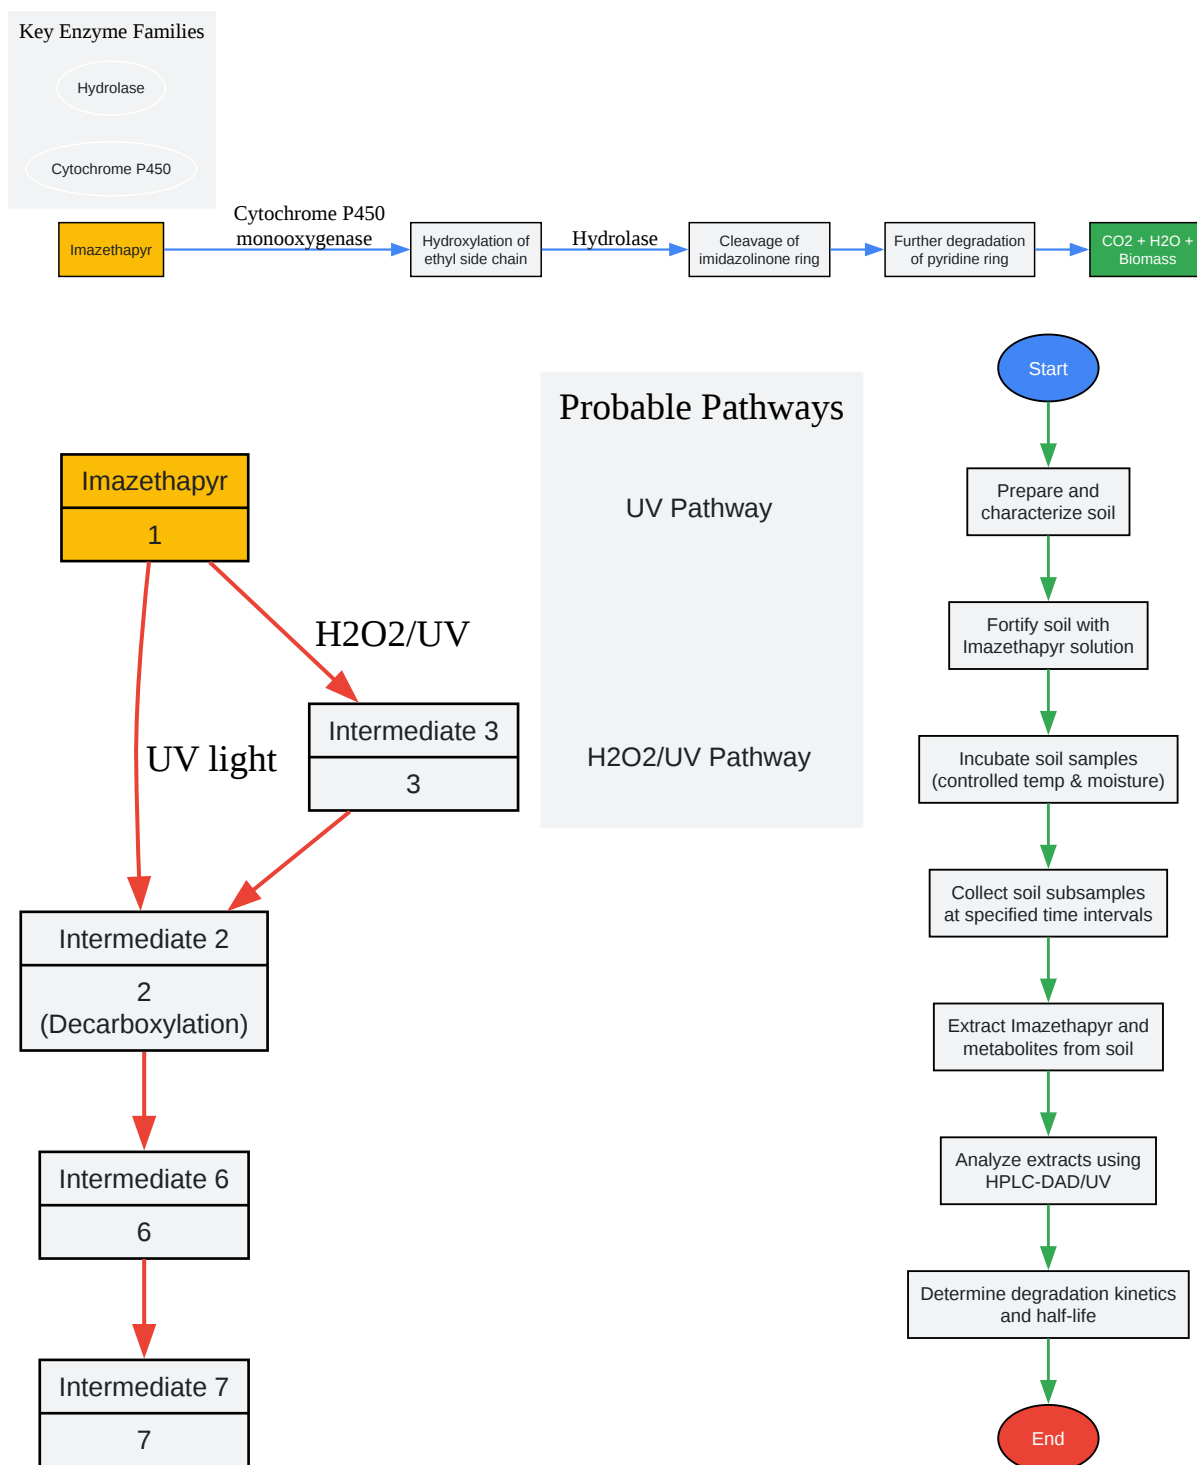 Key Enzyme Families
Hydrolase
Cytochrome P450
Imazethapyr
Cytochrome P450
monooxygenase
Hydroxylation of
ethyl side chain
Hydrolase
Cleavage of
imidazolinone ring
Further degradation
of pyridine ring
CO2 + H2O +
Biomass
Imazethapyr
1
H2O2/UV
UV light
Intermediate 3
3
Intermediate 2
2
(Decarboxylation)
Intermediate 6
6
Intermediate 7
7
Probable Pathways
UV Pathway
H2O2/UV Pathway
Start
Prepare and
characterize soil
Fortify soil with
Imazethapyr solution
Incubate soil samples
(controlled temp & moisture)
Collect soil subsamples
at specified time intervals
Extract Imazethapyr and
metabolites from soil
Analyze extracts using
HPLC-DAD/UV
Determine degradation kinetics
and half-life
End